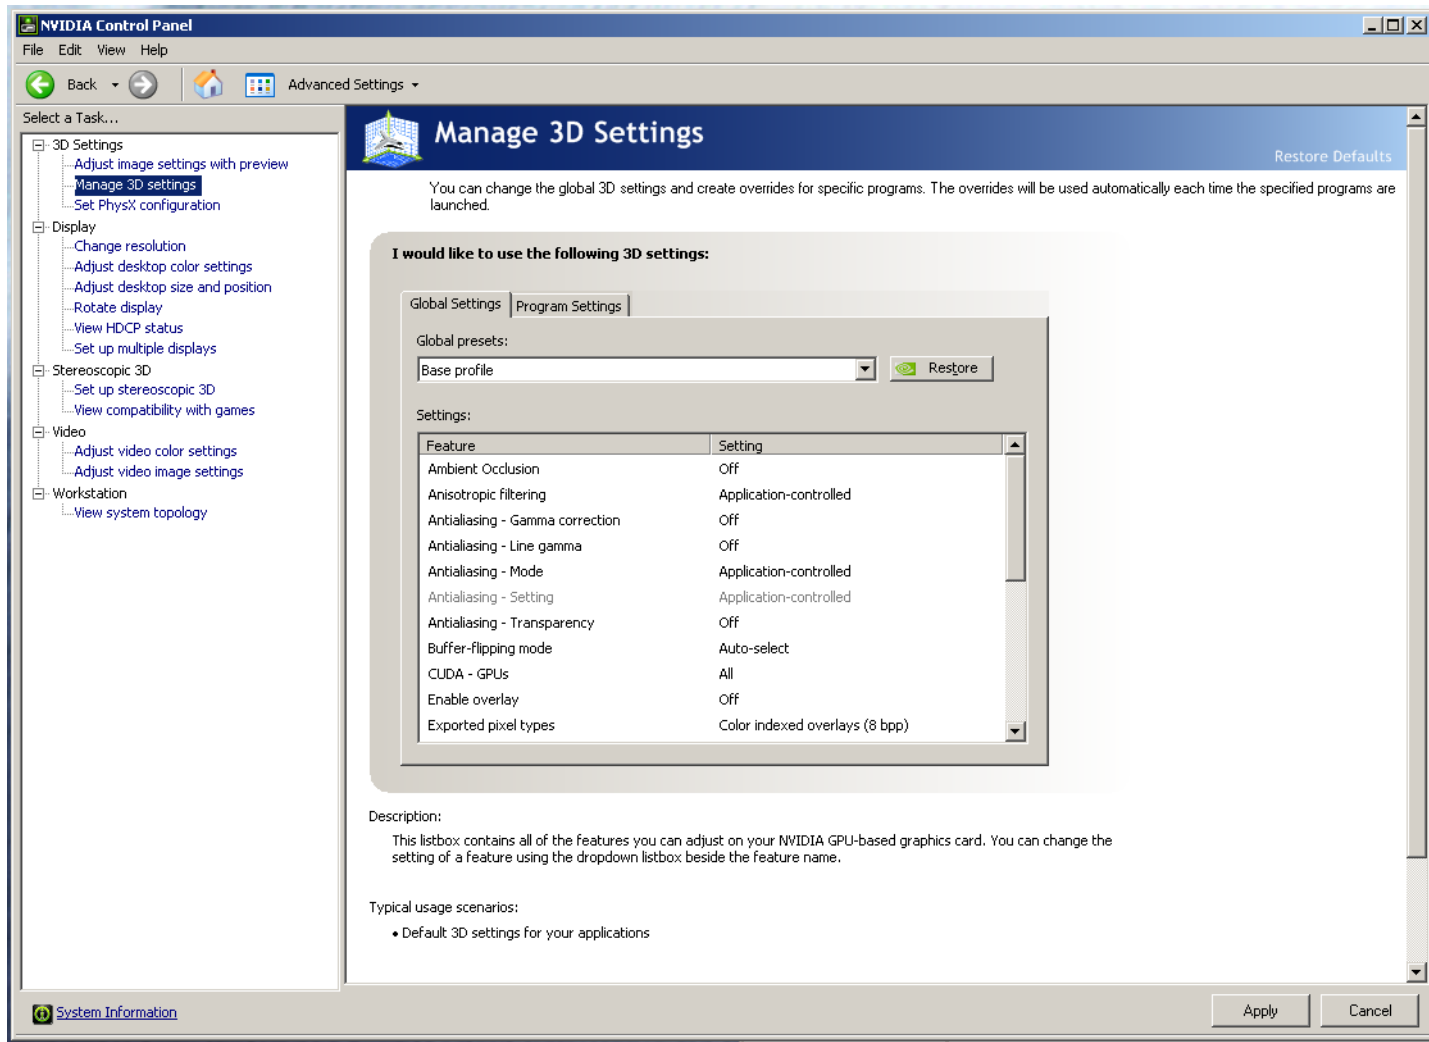 NVIDIA Control Panel
File Edit View Help
Back Advanced Settings
Select a Task...
3D Settings
Adjust image settings with preview
Manage 3D settings
Set PhysX configuration
Display
Change resolution
Adjust desktop color settings
Adjust desktop size and position
Rotate display
View HDCP status
Set up multiple displays
Stereoscopic 3D
Set up stereoscopic 3D
View compatibility with games
Video
Adjust video color settings
Adjust video image settings
Workstation
View system topology
Manage 3D Settings
Restore Defaults
You can change the global 3D settings and create overrides for specific programs. The overrides will be used automatically each time the specified programs are
launched.
I would like to use the following 3D settings:
Global Settings Program Settings
Global presets:
Base profile Restore
Settings:
Feature Setting
Ambient Occlusion Off
Anisotropic filtering Application-controlled
Antialiasing - Gamma correction Off
Antialiasing - Line gamma Off
Antialiasing - Mode Application-controlled
Antialiasing - Setting Application-controlled
Antialiasing - Transparency Off
Buffer-flipping mode Auto-select
CUDA - GPUs All
Enable overlay Off
Exported pixel types Color indexed overlays (8 bpp)
Description:
This listbox contains all of the features you can adjust on your NVIDIA GPU-based graphics card. You can change the
setting of a feature using the dropdown listbox beside the feature name.
Typical usage scenarios:
• Default 3D settings for your applications
System Information
Apply Cancel